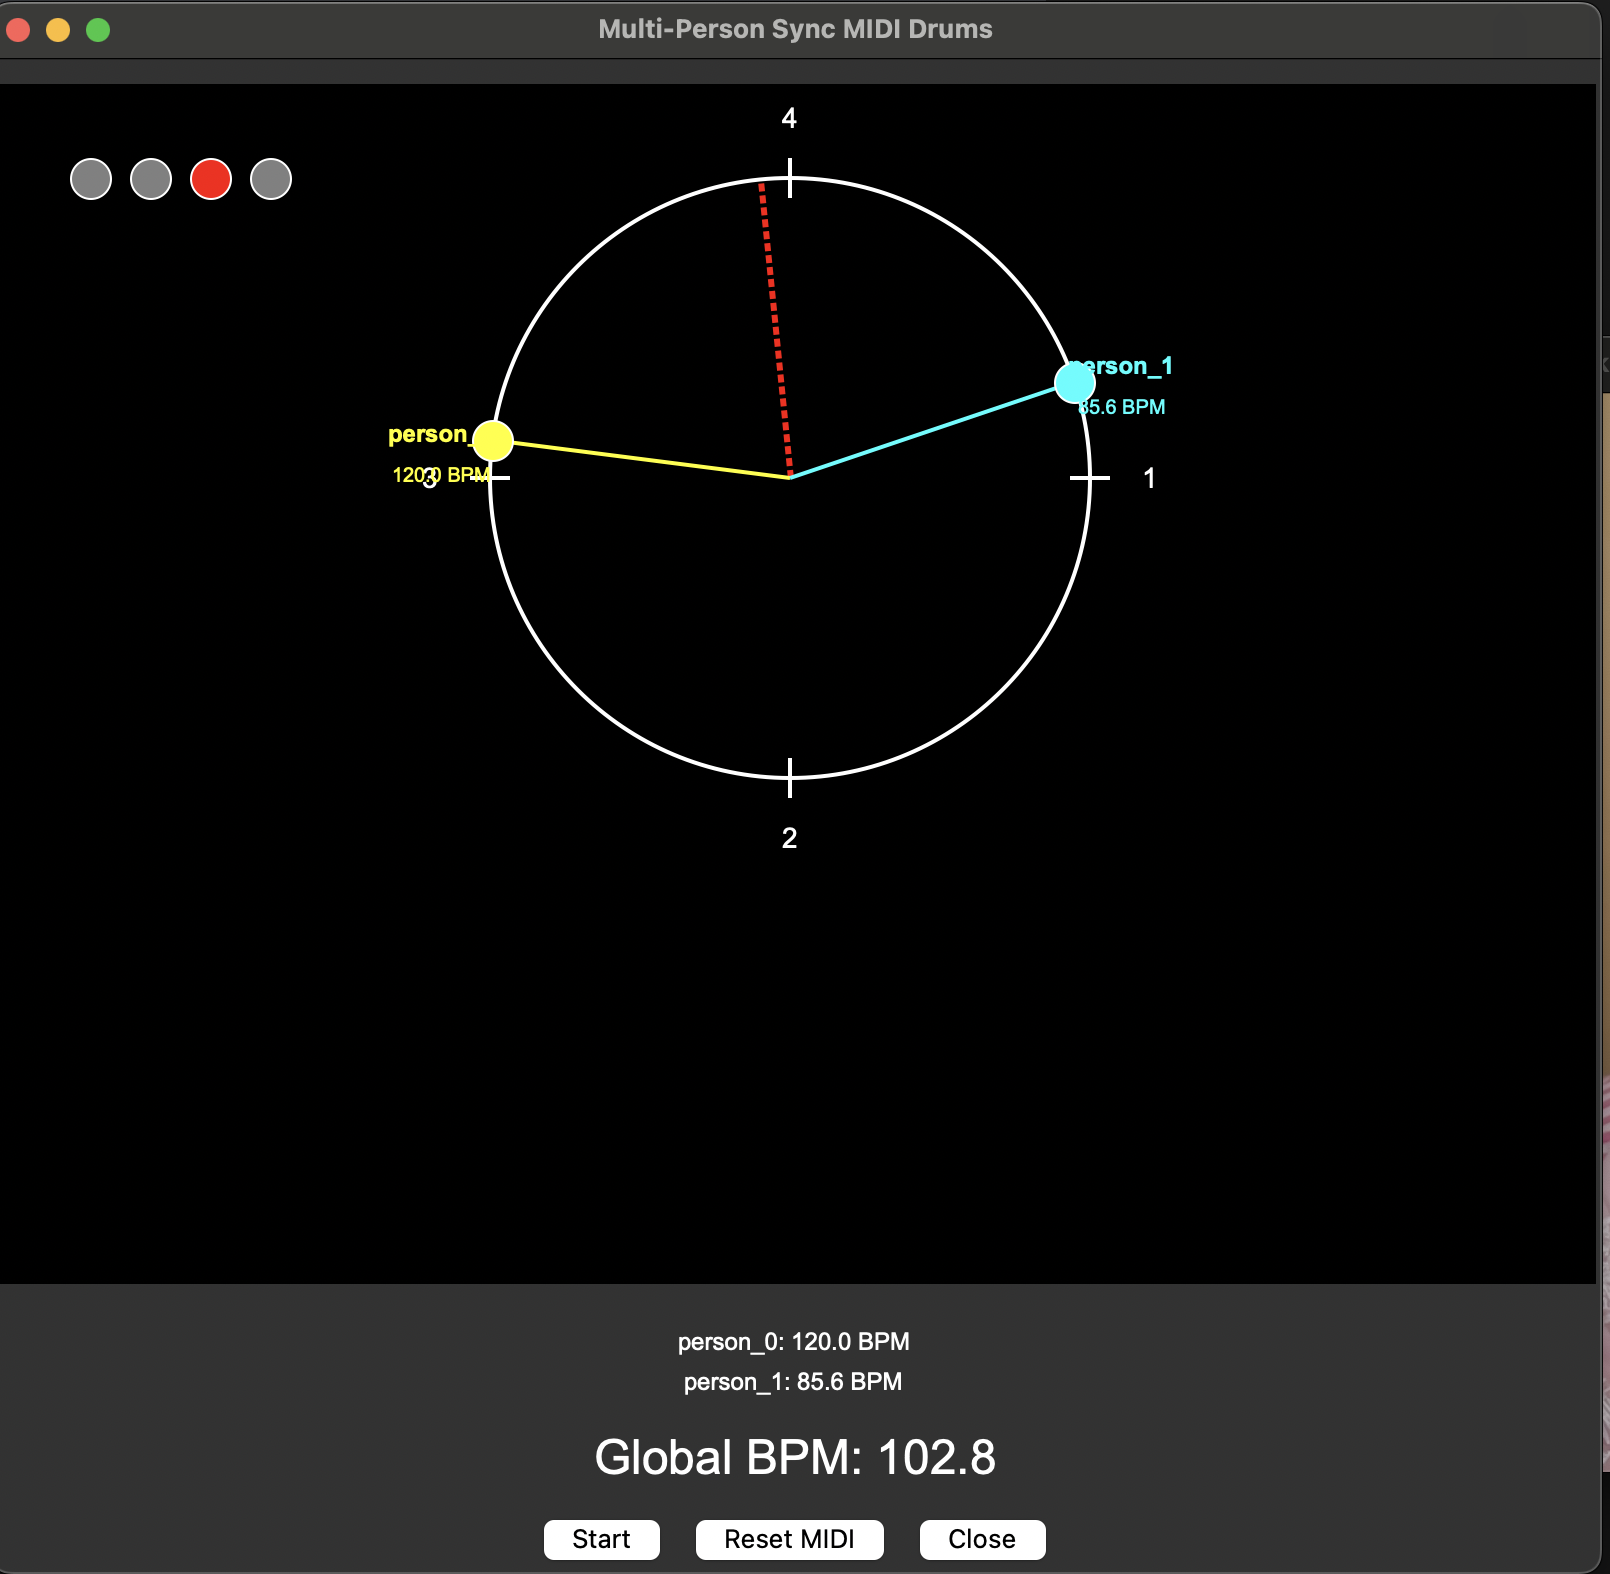 Multi-Person Sync MIDI Drums
4
person_1
85.6 BPM
person_
120.0 BPM
3
1
2
person_0: 120.0 BPM
person_1: 85.6 BPM
Global BPM: 102.8
Start
Reset MIDI
Close